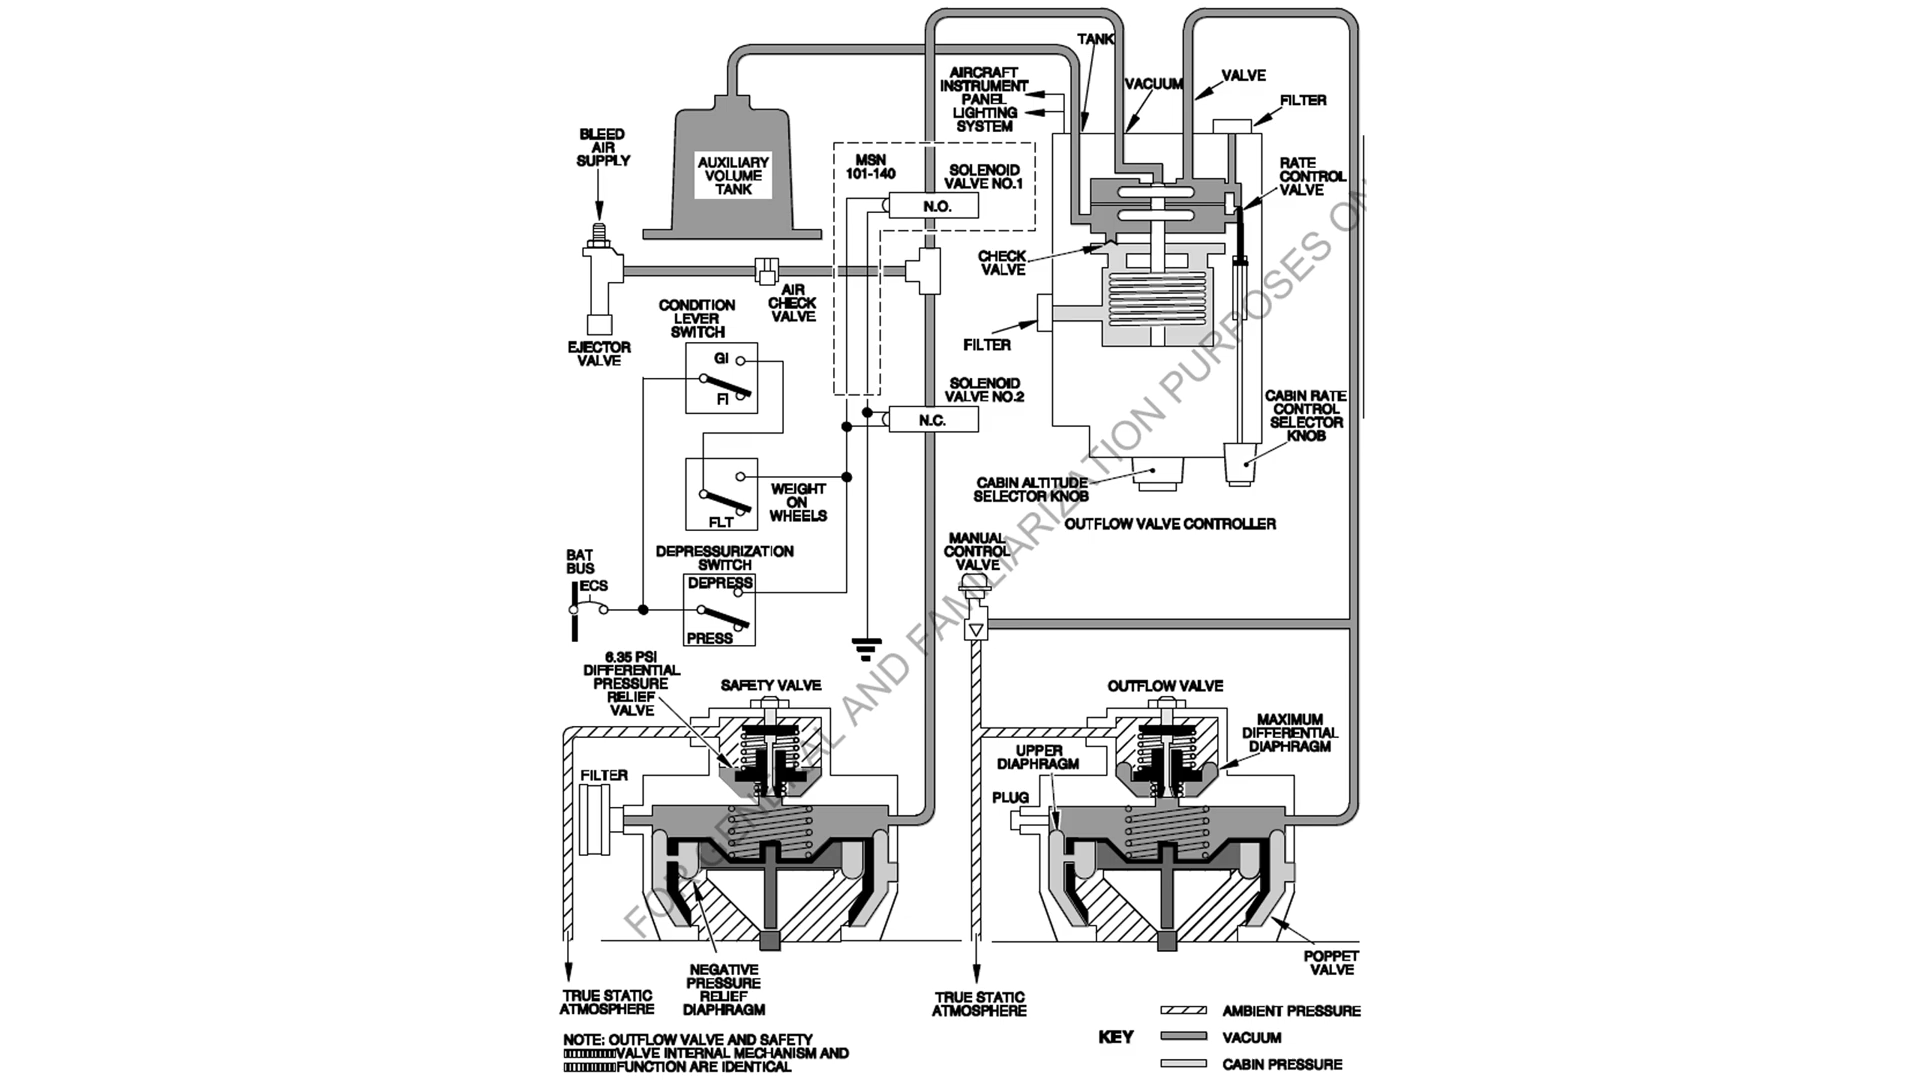 TANK
AIRCRAFT
INSTRUMENT
PANEL
LIGHTING
SYSTEM
VACUUM
VALVE
FILTER
BLEED
AIR
SUPPLY
AUXILIARY
VOLUME
TANK
MSN
101-140
SOLENOID
VALVE NO.1
N.O.
RATE
CONTROL
VALVE
CHECK
VALVE
AIR
CHECK
VALVE
CONDITION
LEVER
SWITCH
EJECTOR
VALVE
FILTER
GI
FI
SOLENOID
VALVE NO.2
N.C.
CABIN RATE
CONTROL
SELECTOR
KNOB
CABIN ALTITUDE
SELECTOR KNOB
WEIGHT
ON
WHEELS
FLT
OUTFLOW VALVE CONTROLLER
MANUAL
CONTROL
VALVE
DEPRESSURIZATION
SWITCH
BAT
BUS
ECS
DEPRESS
PRESS
6.35 PSI
DIFFERENTIAL
PRESSURE
RELIEF
VALVE
SAFETY VALVE
OUTFLOW VALVE
MAXIMUM
DIFFERENTIAL
DIAPHRAGM
UPPER
DIAPHRAGM
FILTER
PLUG
FOR GENERAL AND FAMILIARIZATION PURPOSES ON
NEGATIVE
PRESSURE
RELIEF
DIAPHRAGM
POPPET
VALVE
TRUE STATIC
ATMOSPHERE
TRUE STATIC
ATMOSPHERE
KEY
AMBIENT PRESSURE
VACUUM
CABIN PRESSURE
NOTE: OUTFLOW VALVE AND SAFETY
VALVE INTERNAL MECHANISM AND
FUNCTION ARE IDENTICAL